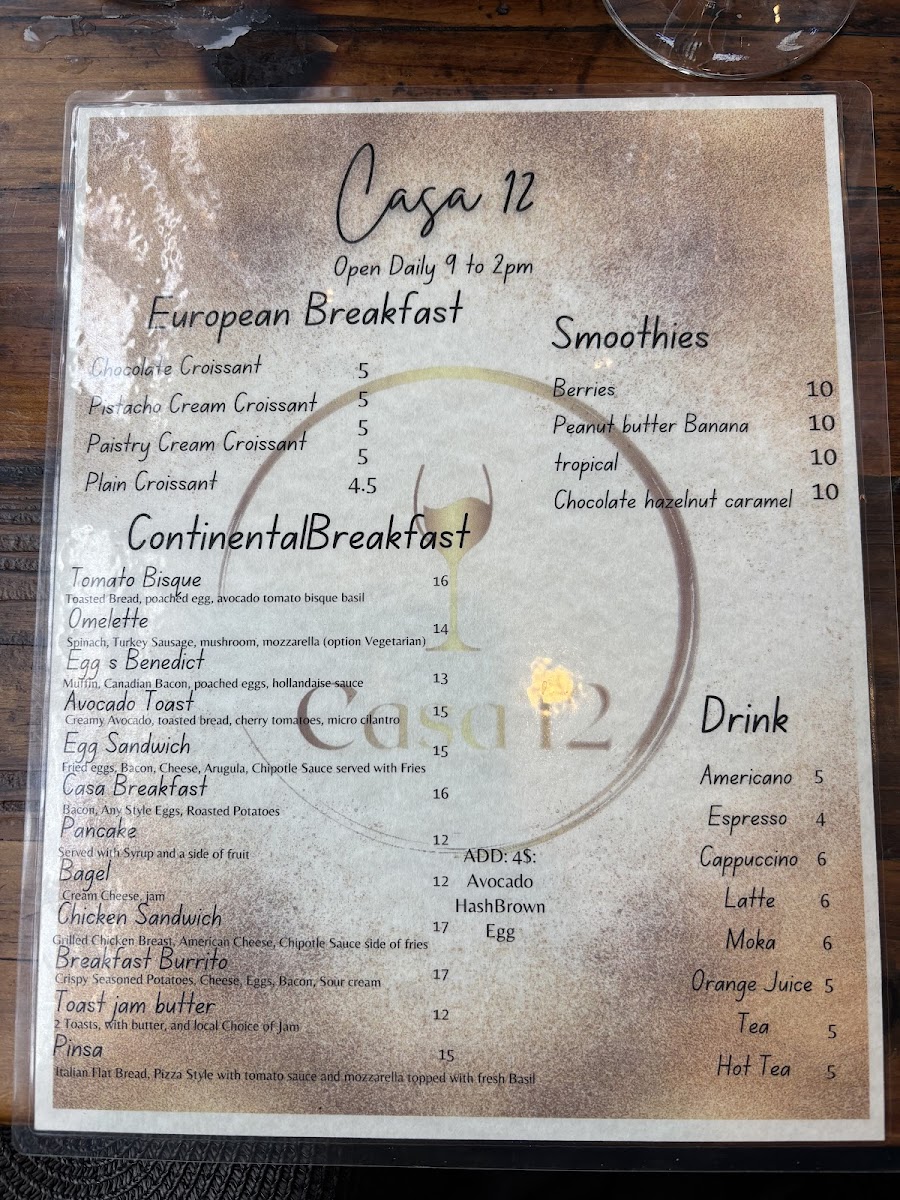 Casa 12
Open Daily 9 to 2pm
European Breakfast
Chocolate Croissant 5
Pistacho Cream Croissant 5
5
Paistry Cream Croissant 5
Plain Croissant 4.5
Smoothies
Berries 10
Peanut butter Banana 10
tropical 10
Chocolate hazelnut caramel 10
ContinentalBreakfast
Tomato Bisque 16
Toasted Bread, poached egg, avocado tomato bisque basil
Omelette 14
Spinach, Turkey Sausage, mushroom, mozzarella (option Vegetarian)
Egg s Benedict 13
Muffin, Canadian Bacon, poached eggs, hollandaise sauce
Avocado Toast 15
Creamy Avocado, toasted bread, cherry tomatoes, micro cilantro
Egg Sandwich 15
Fried eggs, Bacon, Cheese, Arugula, Chipotle Sauce served with Fries
Casa Breakfast 16
Bacon, Any Style Eggs, Roasted Potatoes
Pancake 12
Served with Syrup and a side of fruit
Bagel 12
Cream Cheese, jam
Chicken Sandwich 17
Grilled Chicken Breast, American Cheese, Chipotle Sauce side of fries
Breakfast Burrito 17
Crispy Seasoned Potatoes, Cheese, Eggs, Bacon, Sour cream
Toast jam butter 12
2 Toasts, with butter, and local Choice of Jam
Pinsa 15
Italian Flat Bread, Pizza Style with tomato sauce and mozzarella topped with fresh Basil
ADD: 4$:
Avocado
HashBrown
Egg
Casa 12
Drink
Americano 5
Espresso 4
Cappuccino 6
Latte 6
Moka 6
Orange Juice 5
Tea 5
Hot Tea 5